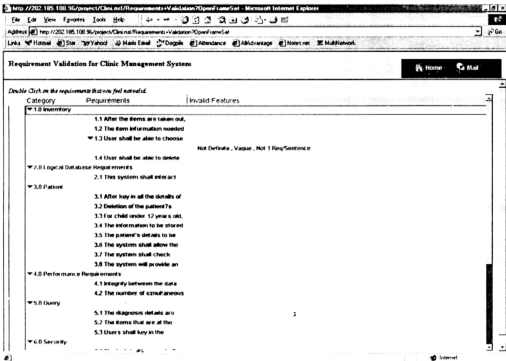 http://202.185.108.96/project/Clini.nsf/Requirements+Validation?OpenFrameSet - Microsoft Internet Explorer
File Edit View Favorites Tools Help
Address http://202.185.108.96/project/Clini.nsf/Requirements+Validation?OpenFrameSet Go
Links Hotmail Star Yahoo! Marie Email Dogpile Attendance AltAdvantage Notes net MultiNetwork
Requirement Validation for Clinic Management System
Home Mail
Double Click on the requirements that you feel not valid.
Category Requirements Invalid Features
1.0 Inventory
1.1 After the items are taken out,
1.2 The item information needed
1.3 User shall be able to choose
Not Definite , Vague , Not 1 Req/Sentence
1.4 User shall be able to delete
2.0 Logical Database Requirements
2.1 This system shall interact
3.0 Patient
3.1 After key in all the details of
3.2 Deletion of the patient?s
3.3 For child under 12 years old,
3.4 The information to be stored
3.5 The patient's details to be
3.6 The system shall allow the
3.7 The system shall check
3.8 The system will provide an
4.0 Performance Requirements
4.1 Integrity between the data
4.2 The number of simultaneous
5.0 Query
5.1 The diagnosis details are
5.2 The items that are at the
5.3 Users shall key in the
6.0 Security
Internet